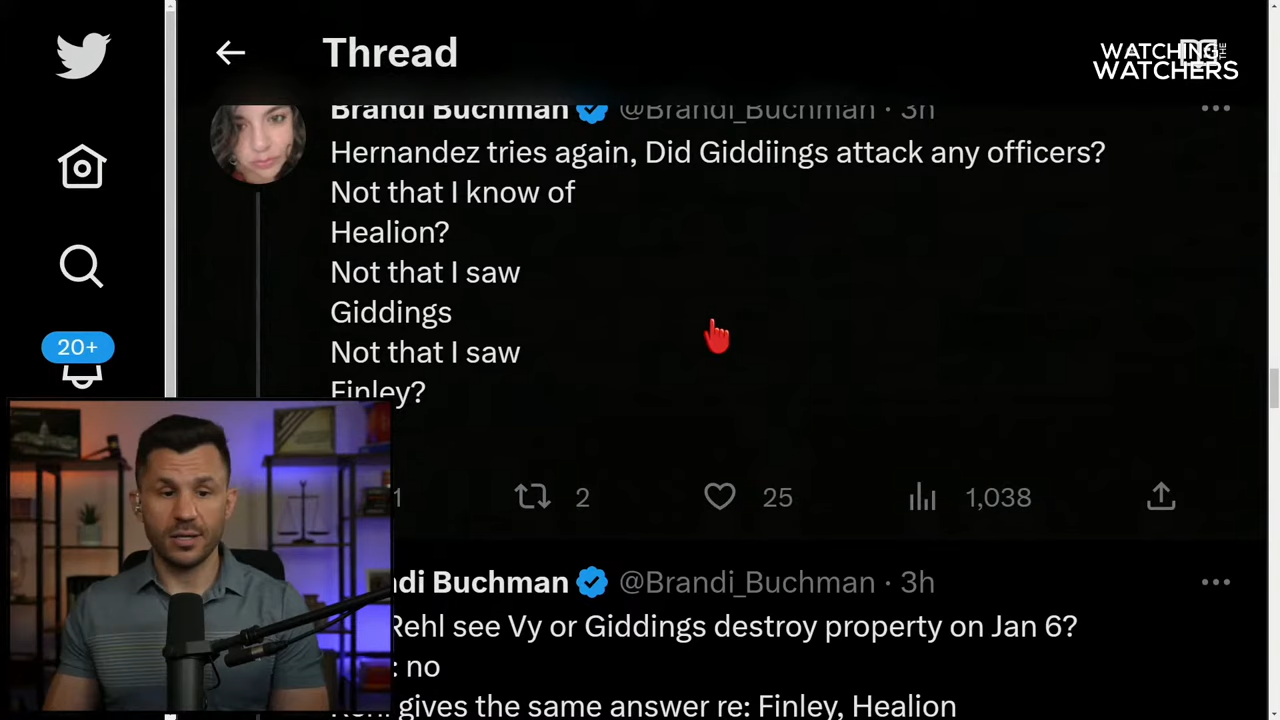 Thread
WATCHING THE
WATCHERS
Brandi Buchman @Brandi_Buchman · 3h
Hernandez tries again, Did Giddiings attack any officers?
Not that I know of
Healion?
Not that I saw
Giddings
Not that I saw
Finley?
20+
1 2 25 1,038
di Buchman @Brandi_Buchman · 3h
Rehl see Vy or Giddings destroy property on Jan 6?
: no
gives the same answer re: Finley, Healion